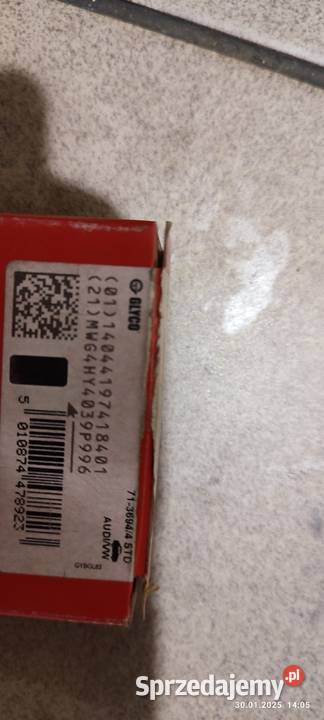 GLYCO
(01)14044197418401
(21)MWG4HY4039P996
5 010874 478923
71-3694/4 STD
AUDI/VW
Sprzedajemy.pl
30.01.2025 14:05